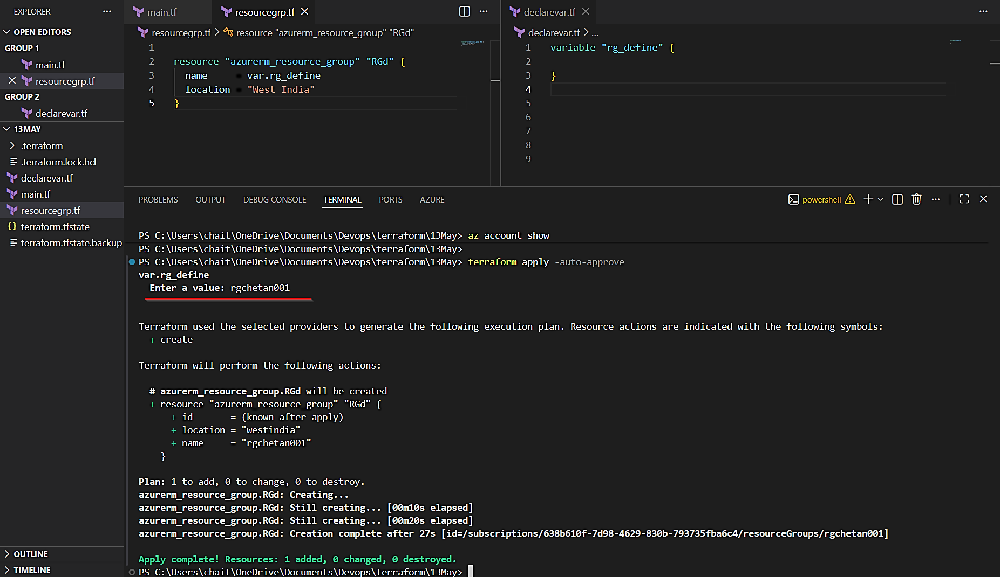 EXPLORER
OPEN EDITORS
GROUP 1
main.tf
resourcegrp.tf
GROUP 2
declarevar.tf
13MAY
.terraform
.terraform.lock.hcl
declarevar.tf
main.tf
resourcegrp.tf
terraform.tfstate
terraform.tfstate.backup
OUTLINE
TIMELINE
main.tf
resourcegrp.tf
resourcegrp.tf > resource "azurerm_resource_group" "RGd"
1
2 resource "azurerm_resource_group" "RGd" {
3 name = var.rg_define
4 location = "West India"
5 }
declarevar.tf
declarevar.tf > ...
1 variable "rg_define" {
2
3 }
4
5
6
7
8
9
PROBLEMS OUTPUT DEBUG CONSOLE TERMINAL PORTS AZURE
powershell
PS C:\Users\chait\OneDrive\Documents\Devops\terraform\13May> az account show
PS C:\Users\chait\OneDrive\Documents\Devops\terraform\13May>
PS C:\Users\chait\OneDrive\Documents\Devops\terraform\13May> terraform apply -auto-approve
var.rg_define
Enter a value: rgchetan001
Terraform used the selected providers to generate the following execution plan. Resource actions are indicated with the following symbols:
+ create
Terraform will perform the following actions:
# azurerm_resource_group.RGd will be created
+ resource "azurerm_resource_group" "RGd" {
+ id = (known after apply)
+ location = "westindia"
+ name = "rgchetan001"
}
Plan: 1 to add, 0 to change, 0 to destroy.
azurerm_resource_group.RGd: Creating...
azurerm_resource_group.RGd: Still creating... [00m10s elapsed]
azurerm_resource_group.RGd: Still creating... [00m20s elapsed]
azurerm_resource_group.RGd: Creation complete after 27s [id=/subscriptions/638b610f-7d98-4629-830b-793735fba6c4/resourceGroups/rgchetan001]
Apply complete! Resources: 1 added, 0 changed, 0 destroyed.
PS C:\Users\chait\OneDrive\Documents\Devops\terraform\13May>